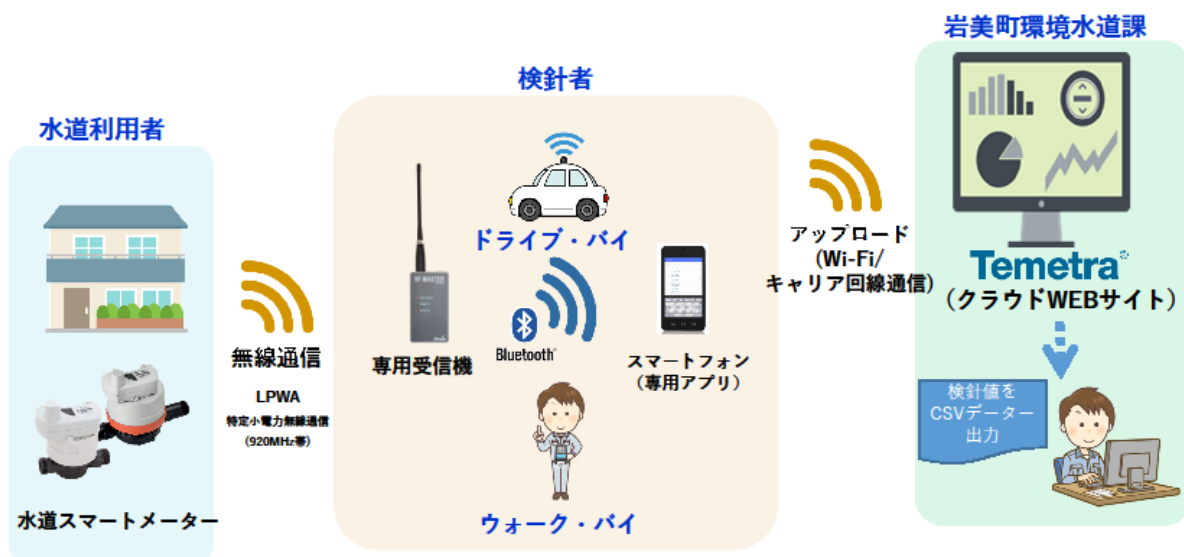 水道利用者
水道スマートメーター
無線通信
LPWA
特定小電力無線通信
(920MHz帯)
検針者
ドライブ・バイ
専用受信機
Bluetooth
スマートフォン
（専用アプリ）
ウォーク・バイ
アップロード
(Wi-Fi/
キャリア回線通信)
岩美町環境水道課
Temetra
（クラウドWEBサイト）
検針値を
CSVデーター
出力